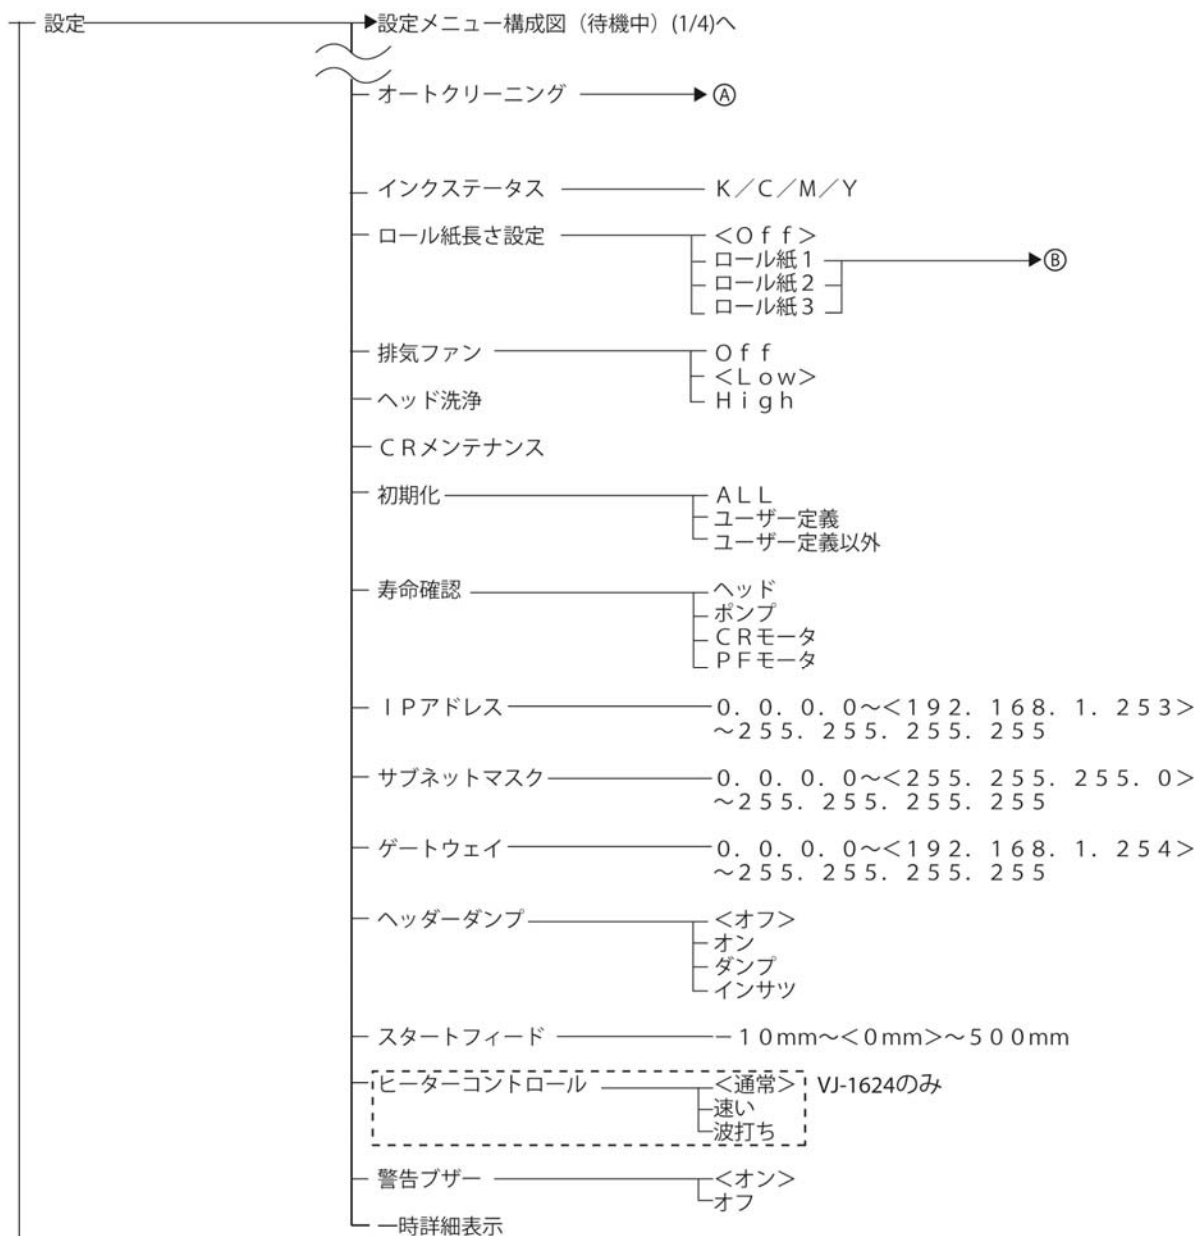 設定 設定メニュー構成図（待機中）(1/4)へ
オートクリーニング Ⓐ
インクステータス K／C／M／Y
ロール紙長さ設定 ＜Ｏｆｆ＞
ロール紙１ Ⓑ
ロール紙２
ロール紙３
排気ファン Ｏｆｆ
＜Ｌｏｗ＞
ヘッド洗浄 Ｈｉｇｈ
ＣＲメンテナンス
初期化 ＡＬＬ
ユーザー定義
ユーザー定義以外
寿命確認 ヘッド
ポンプ
ＣＲモータ
ＰＦモータ
ＩＰアドレス ０．０．０．０～＜１９２．１６８．１．２５３＞
～２５５．２５５．２５５．２５５
サブネットマスク ０．０．０．０～＜２５５．２５５．２５５．０＞
～２５５．２５５．２５５．２５５
ゲートウェイ ０．０．０．０～＜１９２．１６８．１．２５４＞
～２５５．２５５．２５５．２５５
ヘッダーダンプ ＜オフ＞
オン
ダンプ
インサツ
スタートフィード －１０mm～＜０mm＞～５００mm
ヒーターコントロール ＜通常＞ VJ-1624のみ
速い
波打ち
警告ブザー ＜オン＞
オフ
一時詳細表示